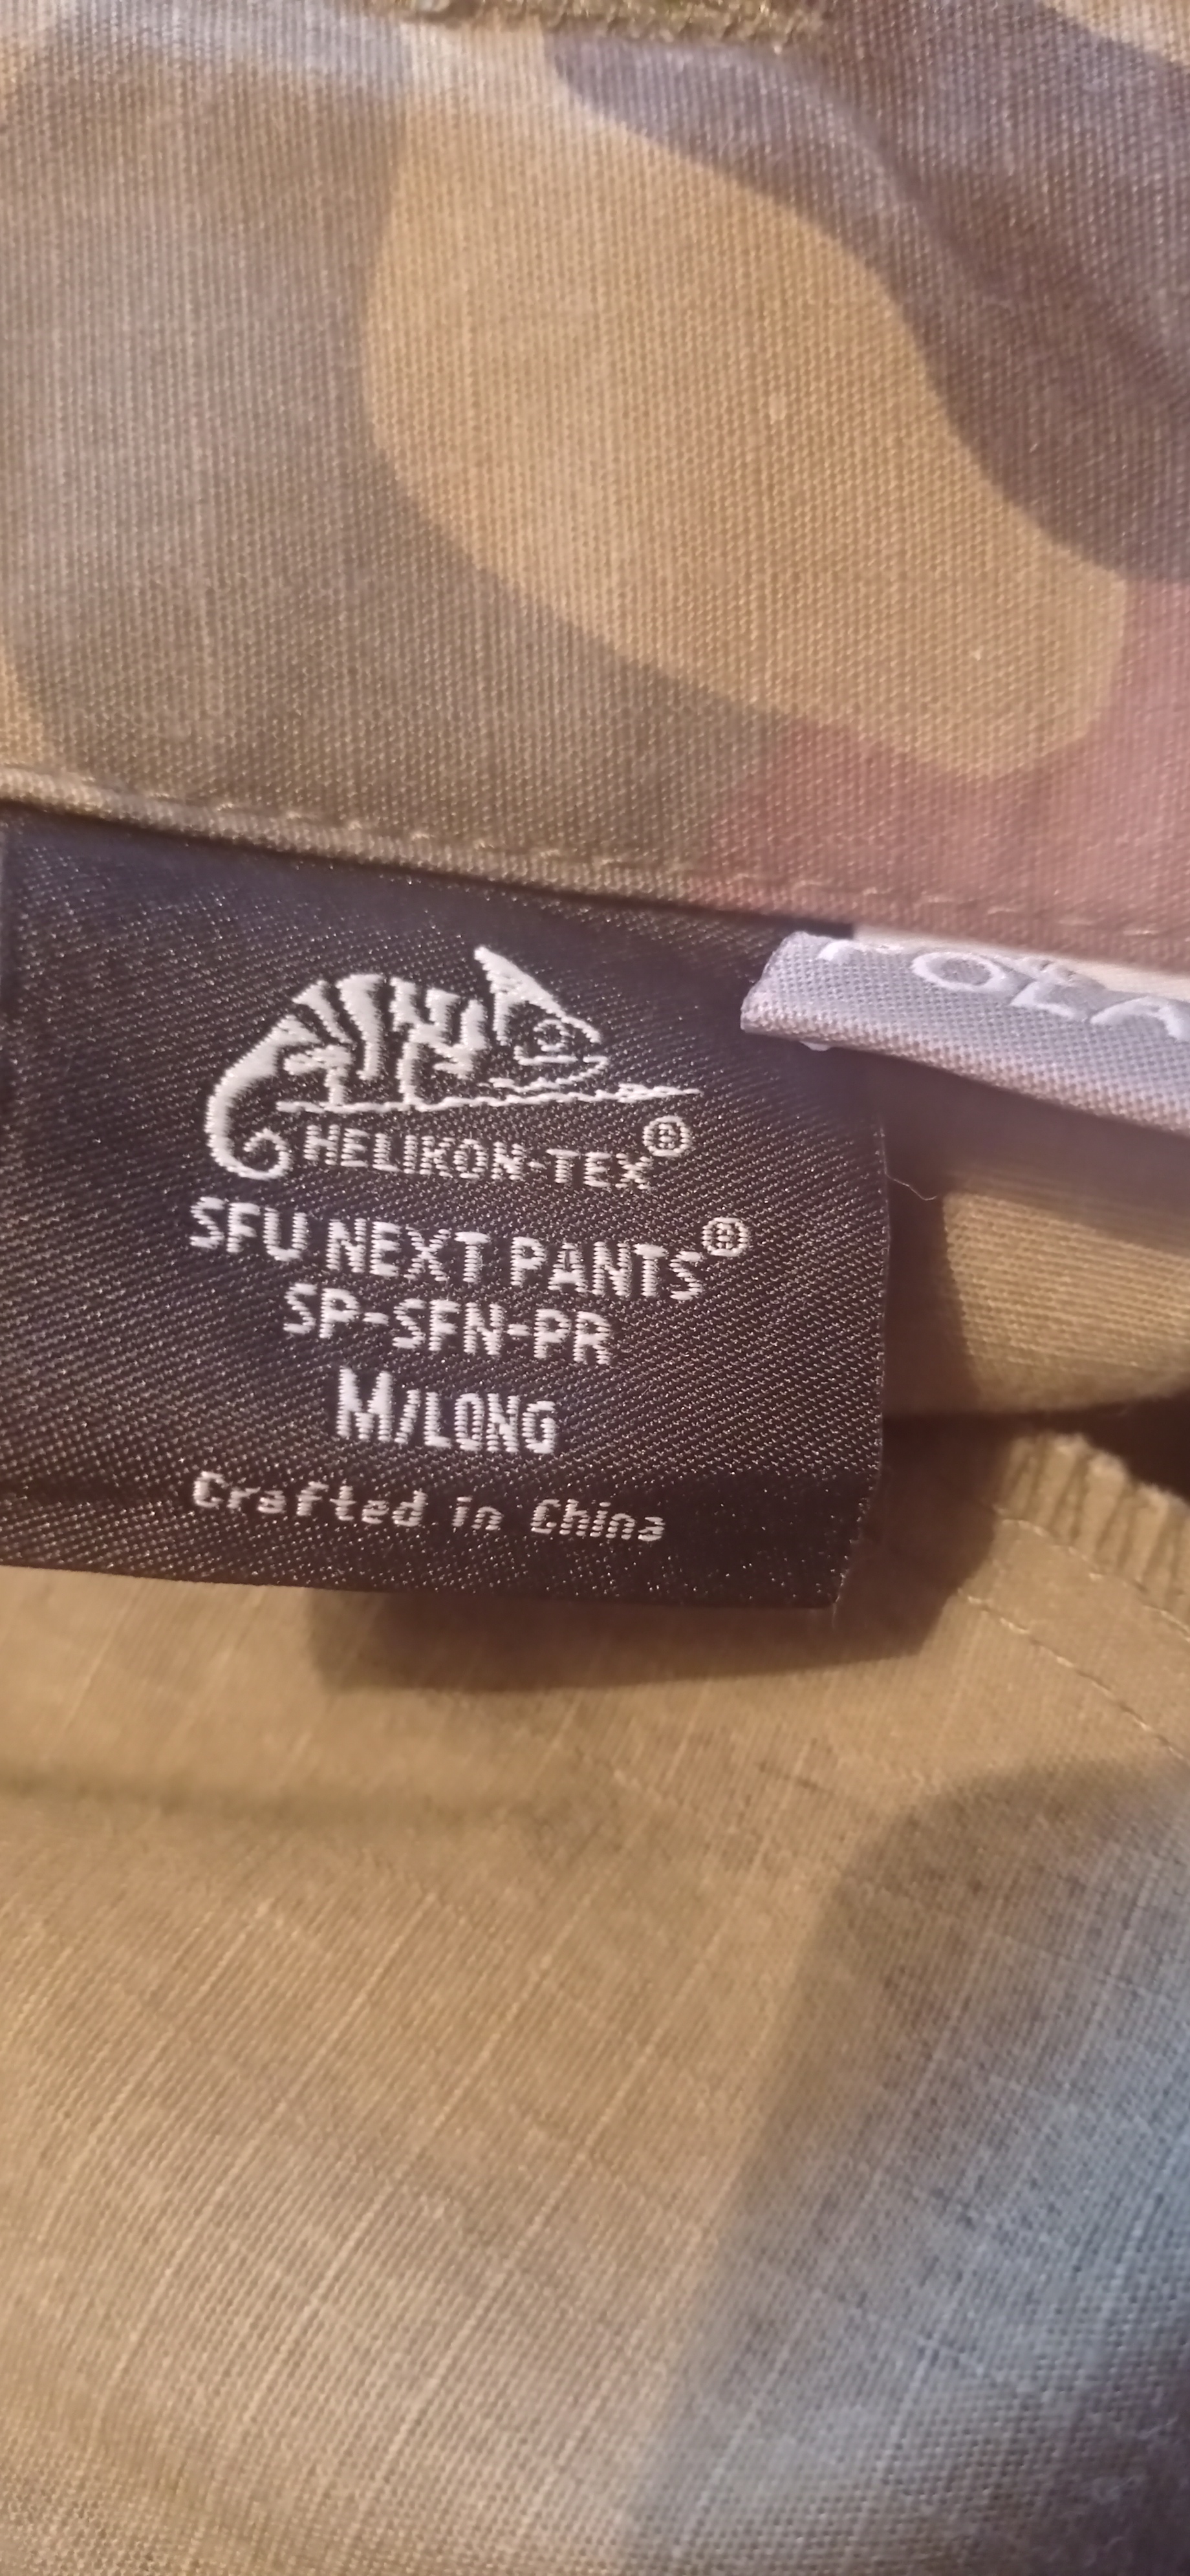 HELIKON-TEX®
SFU NEXT PANTS®
SP-SFN-PR
M/LONG
Crafted in China